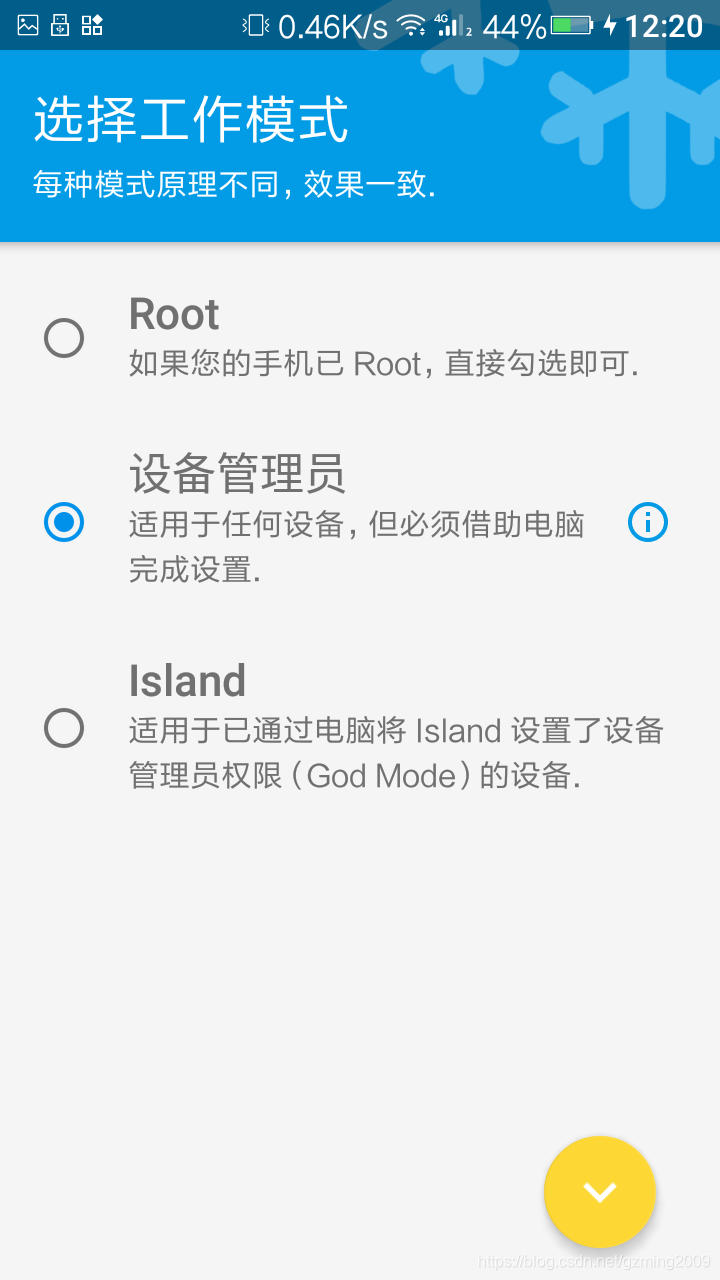 0.46K/s 4G 2 44% 12:20
选择工作模式
每种模式原理不同, 效果一致.
Root
如果您的手机已 Root, 直接勾选即可.
设备管理员
适用于任何设备, 但必须借助电脑
完成设置.
Island
适用于已通过电脑将 Island 设置了设备
管理员权限 (God Mode) 的设备.
https://blog.csdn.net/gzming2009